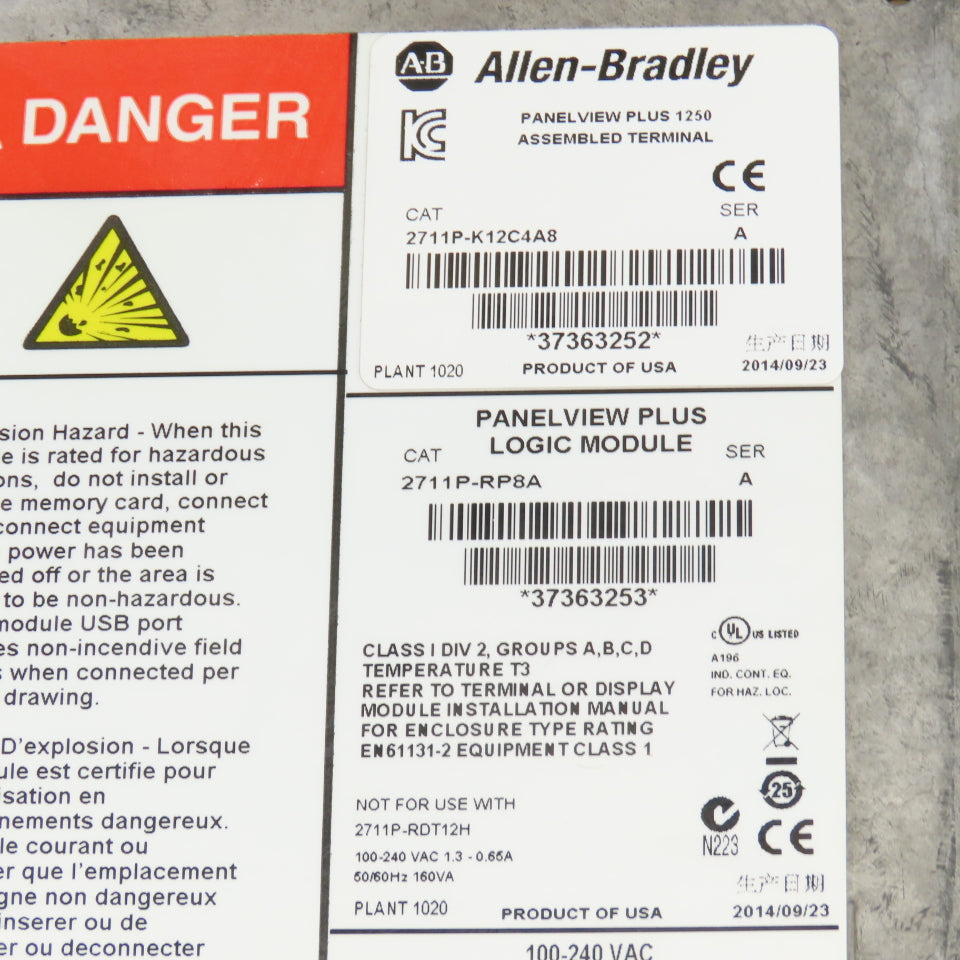 DANGER
sion Hazard - When this
e is rated for hazardous
ons, do not install or
e memory card, connect
connect equipment
power has been
ed off or the area is
to be non-hazardous.
module USB port
es non-incendive field
s when connected per
drawing.
D'explosion - Lorsque
ule est certifie pour
isation en
nements dangereux.
le courant ou
er que l'emplacement
gne non dangereux
inserer ou de
er ou deconnecter
A-B Allen-Bradley
PANELVIEW PLUS 1250
ASSEMBLED TERMINAL
CE
CAT SER
2711P-K12C4A8 A
*37363252*
生产日期
PLANT 1020 PRODUCT OF USA 2014/09/23
PANELVIEW PLUS
LOGIC MODULE
CAT SER
2711P-RP8A A
*37363253*
CLASS I DIV 2, GROUPS A,B,C,D
TEMPERATURE T3
REFER TO TERMINAL OR DISPLAY
MODULE INSTALLATION MANUAL
FOR ENCLOSURE TYPE RATING
EN61131-2 EQUIPMENT CLASS 1
C UL US LISTED
A196
IND. CONT. EQ.
FOR HAZ. LOC.
25
NOT FOR USE WITH
2711P-RDT12H
100-240 VAC 1.3 - 0.65A
50/60Hz 160VA
N223 CE
生产日期
PLANT 1020 PRODUCT OF USA 2014/09/23
100-240 VAC